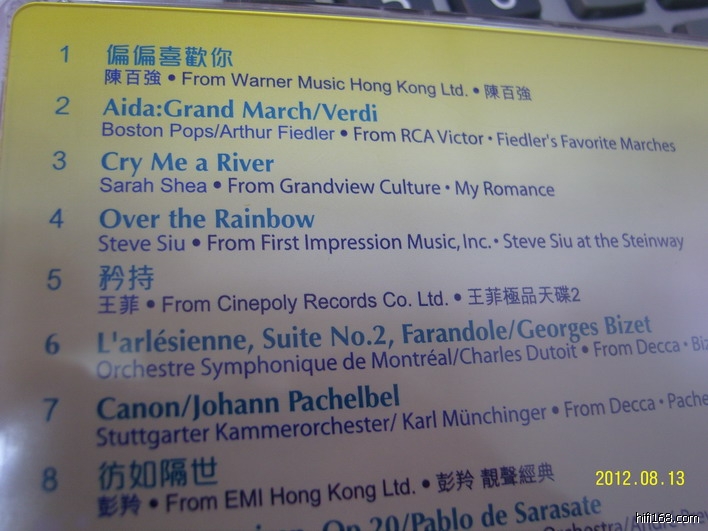 1 偏偏喜歡你
陳百強 • From Warner Music Hong Kong Ltd. • 陳百強
2 Aida:Grand March/Verdi
Boston Pops/Arthur Fiedler • From RCA Victor • Fiedler's Favorite Marches
3 Cry Me a River
Sarah Shea • From Grandview Culture • My Romance
4 Over the Rainbow
Steve Siu • From First Impression Music, Inc. • Steve Siu at the Steinway
5 矜持
王菲 • From Cinepoly Records Co. Ltd. • 王菲極品天碟2
6 L'arlésienne, Suite No.2, Farandole/Georges Bizet
Orchestre Symphonique de Montréal/Charles Dutoit • From Decca • Biz
7 Canon/Johann Pachelbel
Stuttgarter Kammerorchester/ Karl Münchinger • From Decca • Pache
8 彷如隔世
彭羚 • From EMI Hong Kong Ltd. • 彭羚 靚聲經典
Op.20/Pablo de Sarasate
2012.08.13
hifi168.com